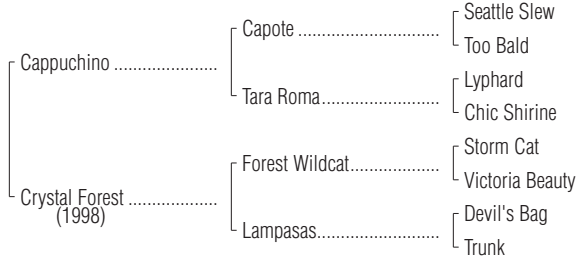 Seattle Slew
Capote ................................
Too Bald
Cappuchino .......................
Lyphard
Tara Roma..........................
Chic Shirine
Storm Cat
Forest Wildcat....................
Victoria Beauty
Crystal Forest ....................
(1998)
Devil's Bag
Lampasas...........................
Trunk